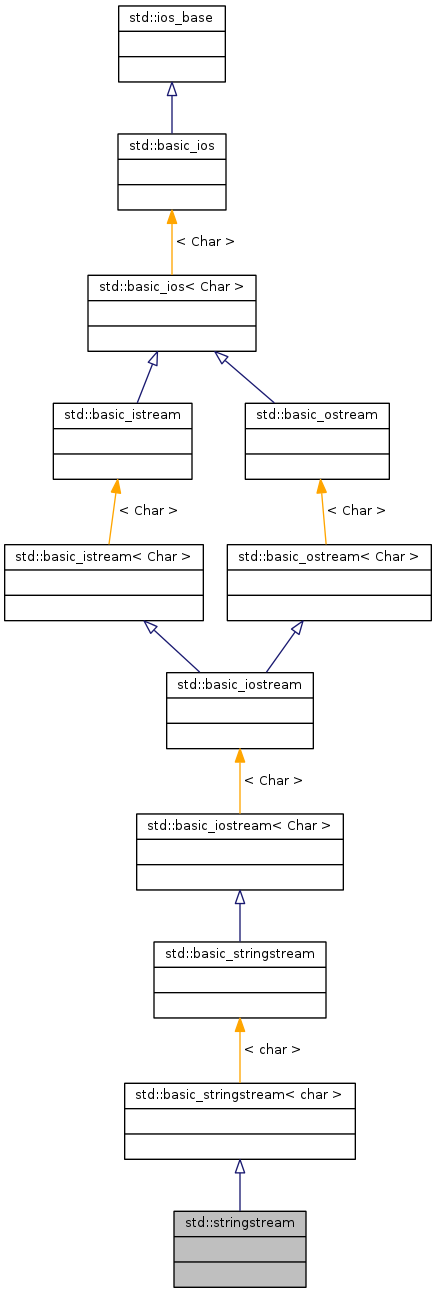 std::ios_base
std::basic_ios
< Char >
std::basic_ios< Char >
std::basic_istream
std::basic_ostream
< Char >
< Char >
std::basic_istream< Char >
std::basic_ostream< Char >
std::basic_iostream
< Char >
std::basic_iostream< Char >
std::basic_stringstream
< char >
std::basic_stringstream< char >
std::stringstream